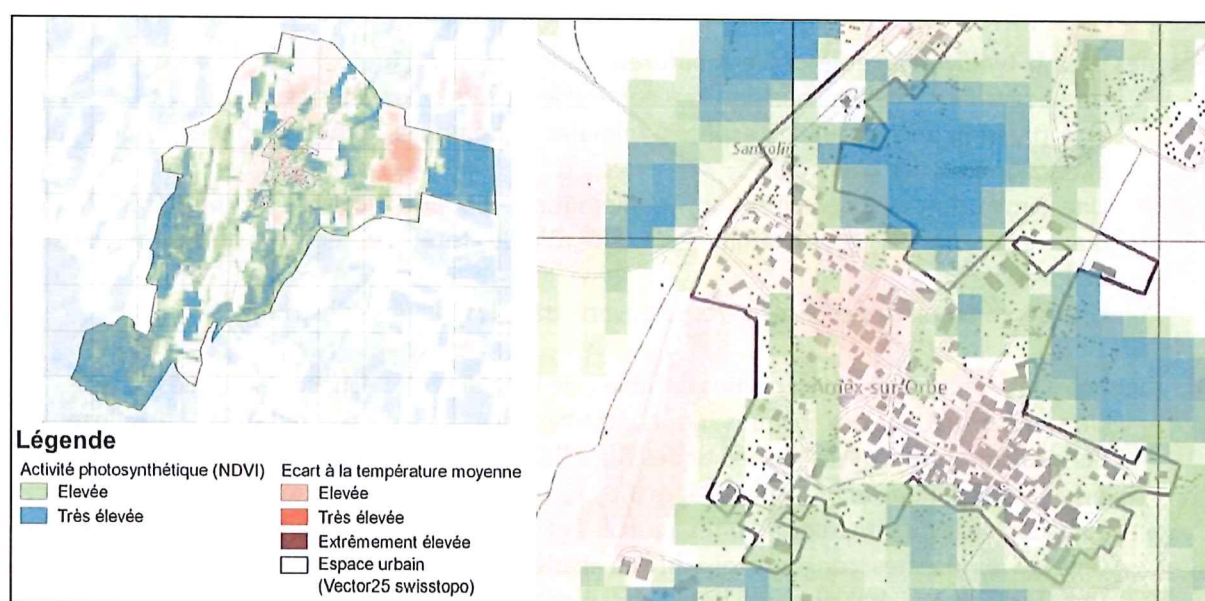 Sansolin
Arnex-sur-Orbe
Légende
Activité photosynthétique (NDVI)
Elevée
Très élevée
Ecart à la température moyenne
Elevée
Très élevée
Extrêmement élevée
Espace urbain
(Vector25 swisstopo)